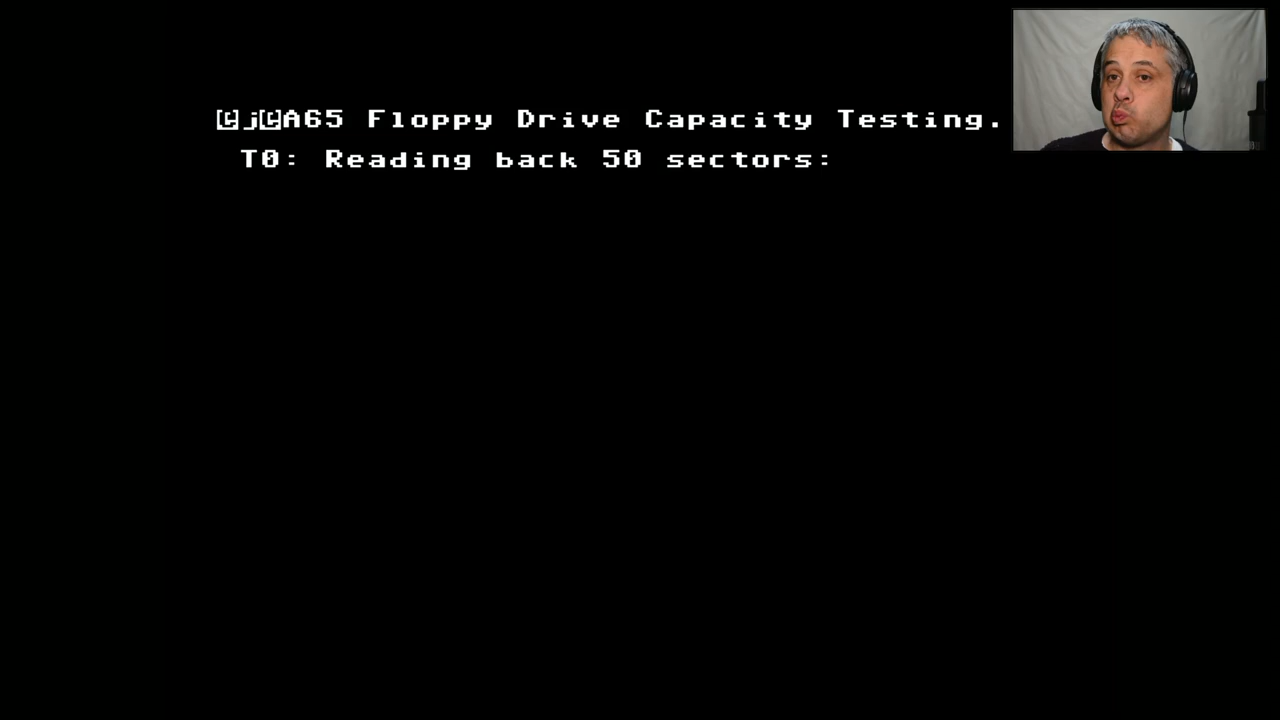 A65 Floppy Drive Capacity Testing.
T0: Reading back 50 sectors: